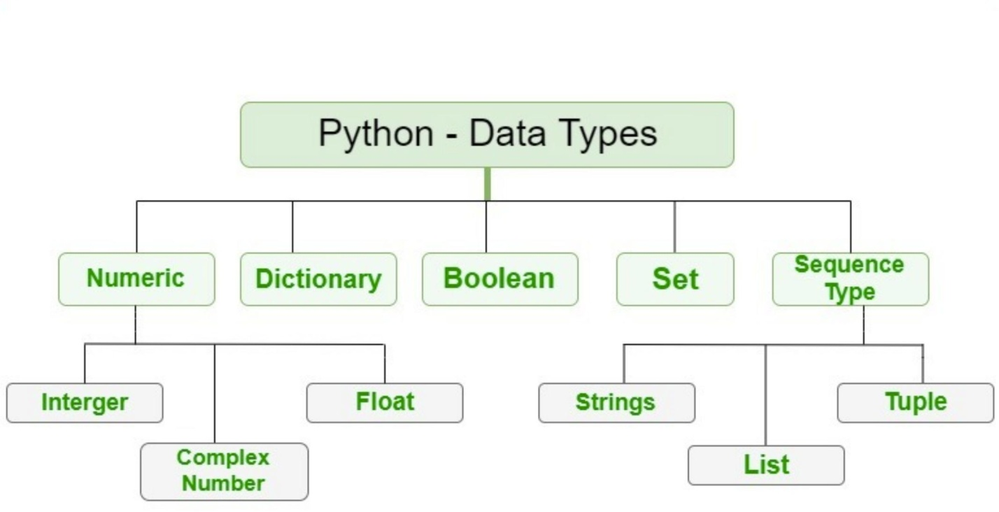 Python - Data Types
Numeric
Dictionary
Boolean
Set
Sequence
Type
Interger
Float
Strings
Tuple
Complex
Number
List